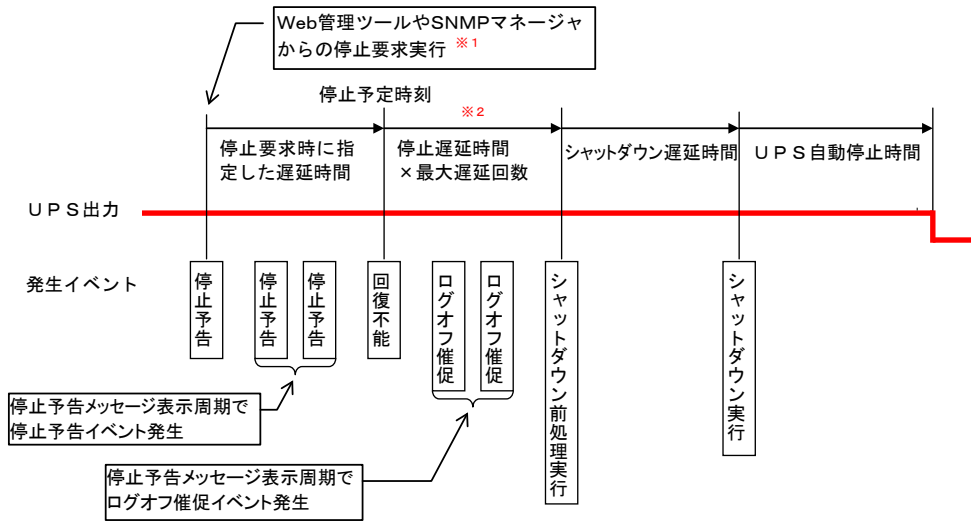 Web管理ツールやSNMPマネージャ
からの停止要求実行 ※1
停止予定時刻
※2
停止要求時に指
定した遅延時間
停止遅延時間
×最大遅延回数
シャットダウン遅延時間
UPS自動停止時間
UPS出力
発生イベント
停止予告
停止予告
停止予告
回復不能
ログオフ催促
ログオフ催促
シャットダウン前処理実行
シャットダウン実行
停止予告メッセージ表示周期で
停止予告イベント発生
停止予告メッセージ表示周期で
ログオフ催促イベント発生